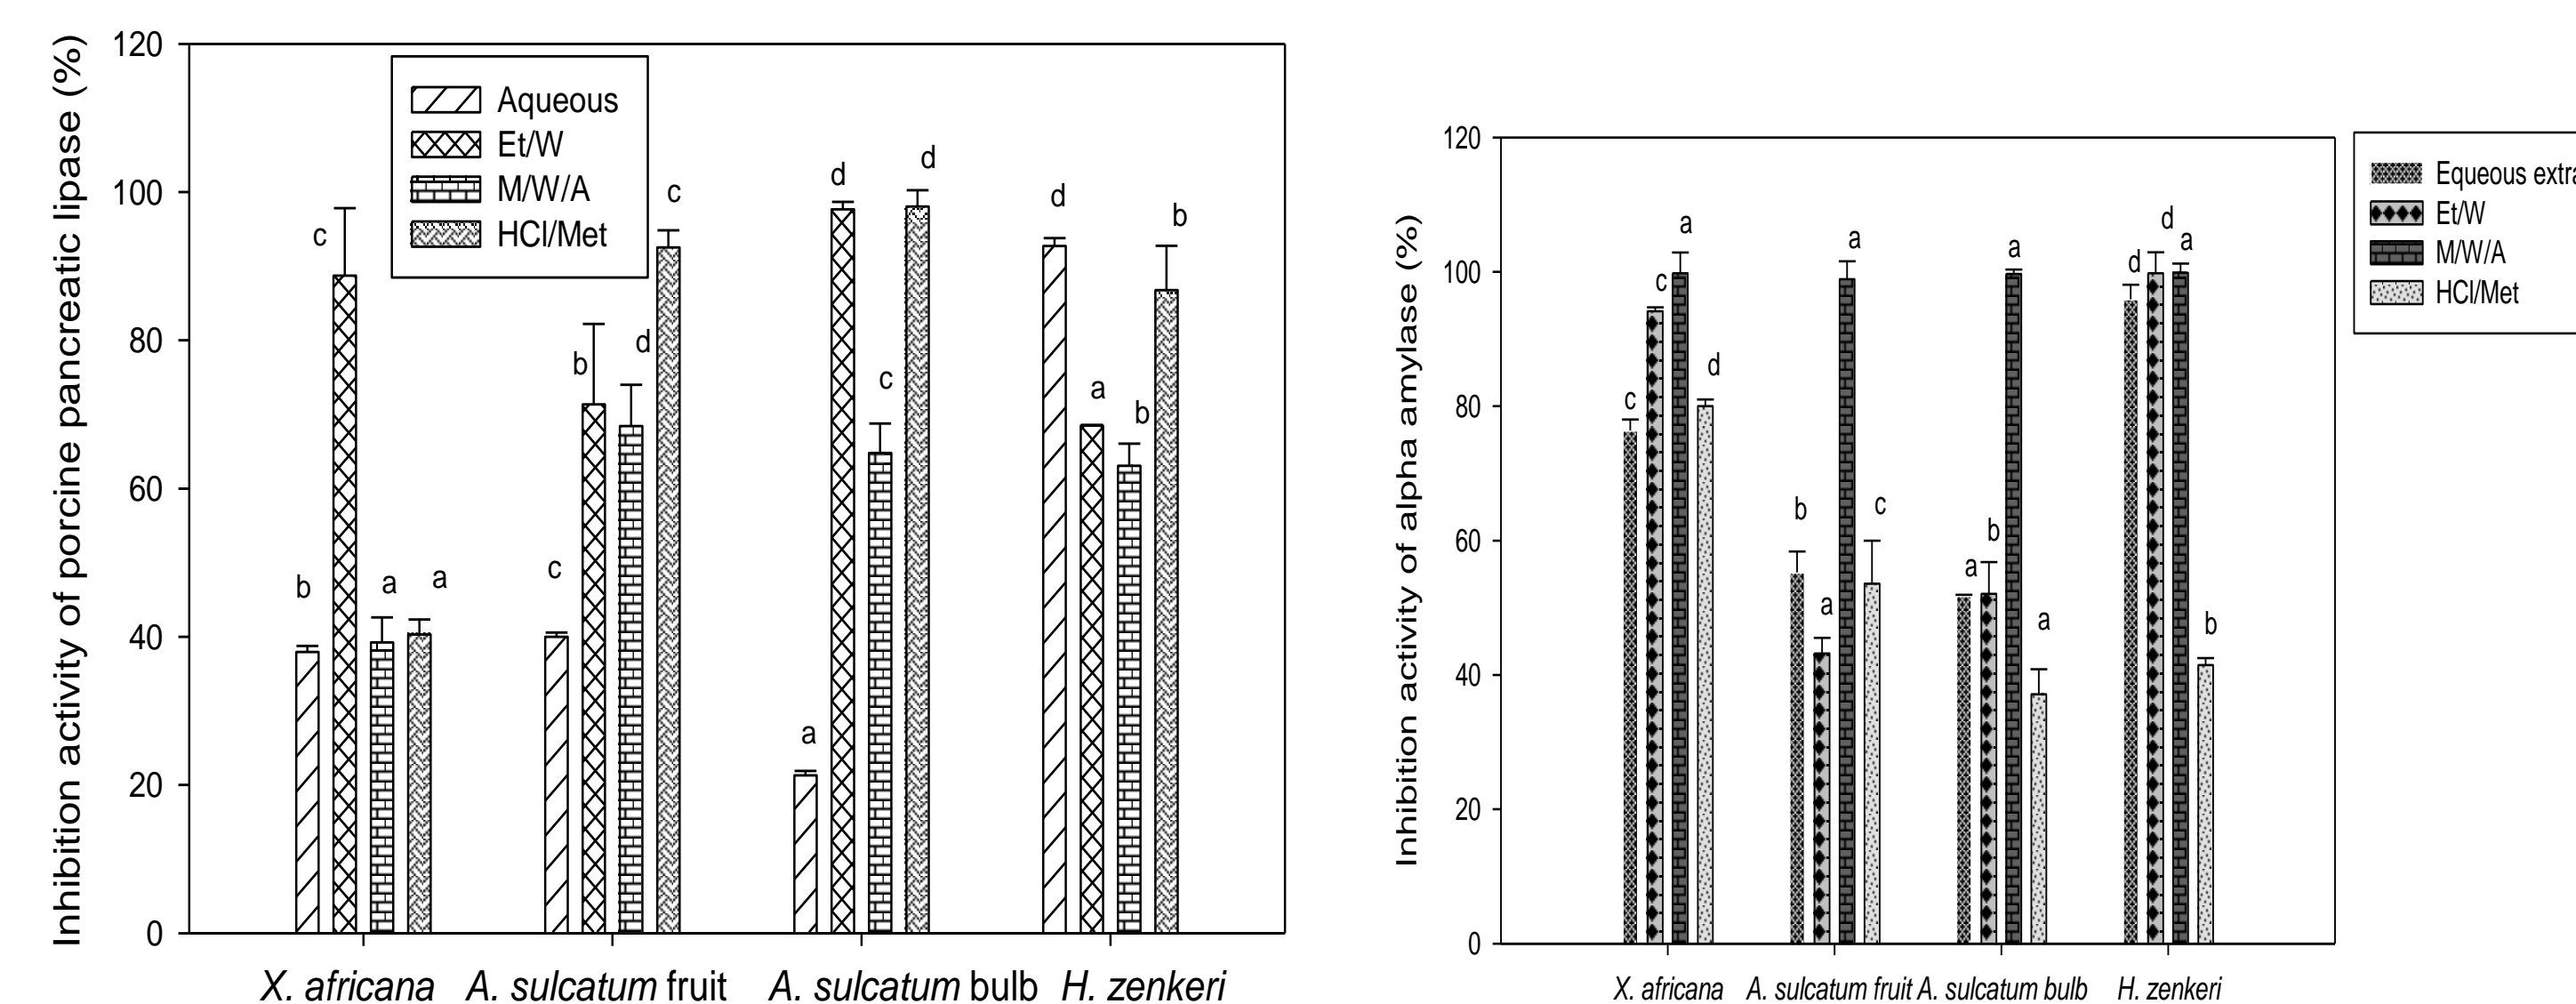 Inhibition activity of porcine pancreatic lipase (%)
120
100
80
60
40
20
0
Aqueous
Et/W
M/W/A
HCl/Met
b
c
a
a
c
b
d
c
a
d
c
d
d
a
b
b
X. africana
A. sulcatum fruit
A. sulcatum bulb
H. zenkeri
Inhibition activity of alpha amylase (%)
120
100
80
60
40
20
0
Equeous extra
Et/W
M/W/A
HCl/Met
c
c
a
d
b
a
a
c
a
b
a
a
d
d
a
b
X. africana
A. sulcatum fruit
A. sulcatum bulb
H. zenkeri